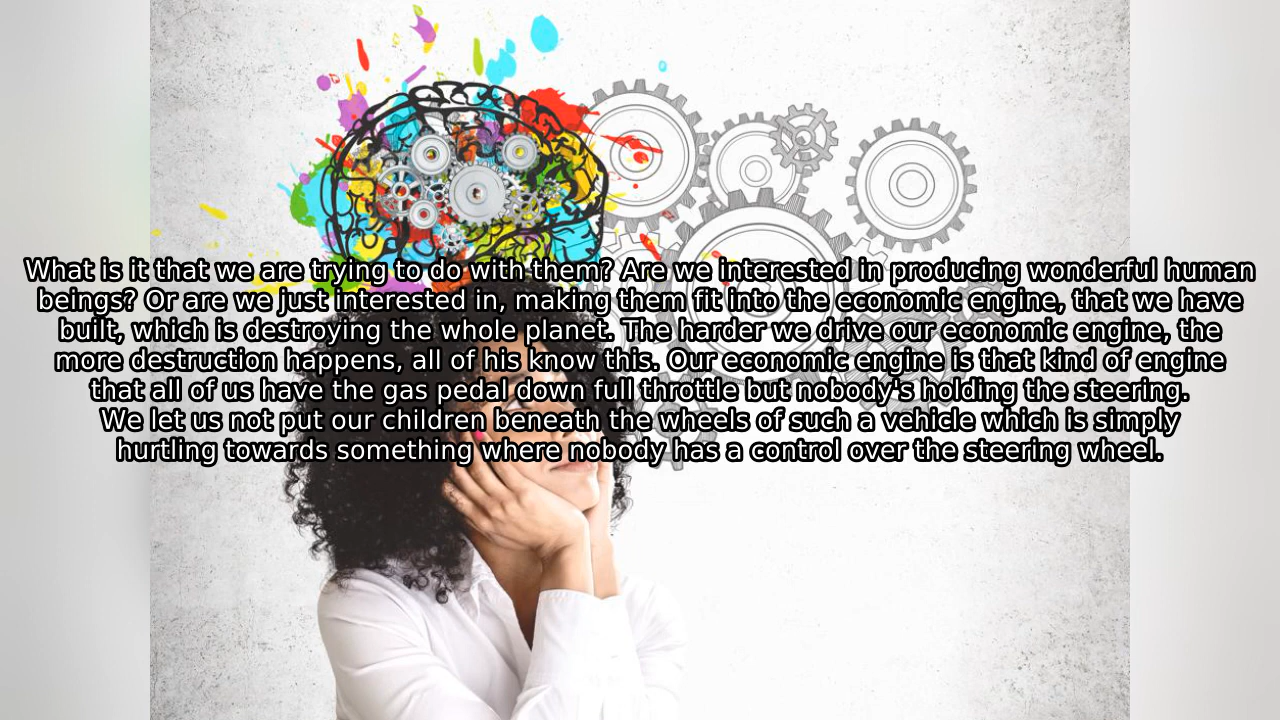 What is it that we are trying to do with them? Are we interested in producing wonderful human
beings? Or are we just interested in, making them fit into the economic engine, that we have
built, which is destroying the whole planet. The harder we drive our economic engine, the
more destruction happens, all of his know this. Our economic engine is that kind of engine
that all of us have the gas pedal down full throttle but nobody's holding the steering.
We let us not put our children beneath the wheels of such a vehicle which is simply
hurtling towards something where nobody has a control over the steering wheel.